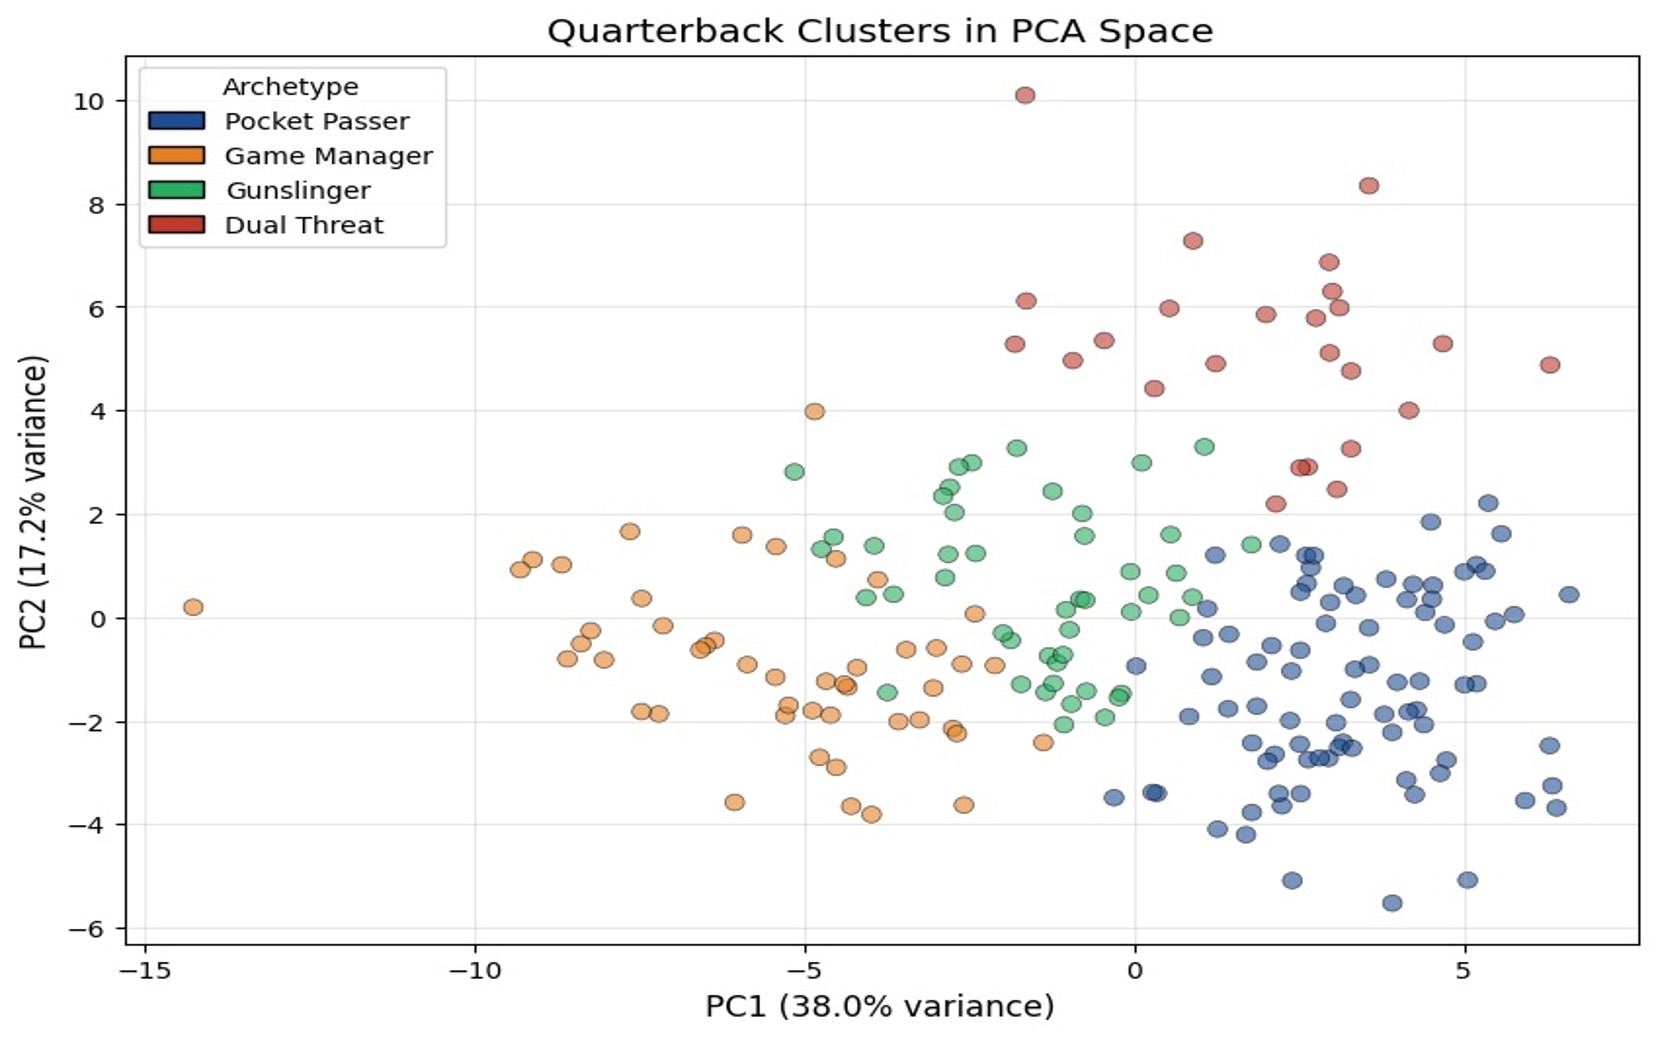 Quarterback Clusters in PCA Space
Archetype
Pocket Passer
Game Manager
Gunslinger
Dual Threat
10
8
6
4
2
0
−2
−4
−6
PC2 (17.2% variance)
−15
−10
−5
0
5
PC1 (38.0% variance)